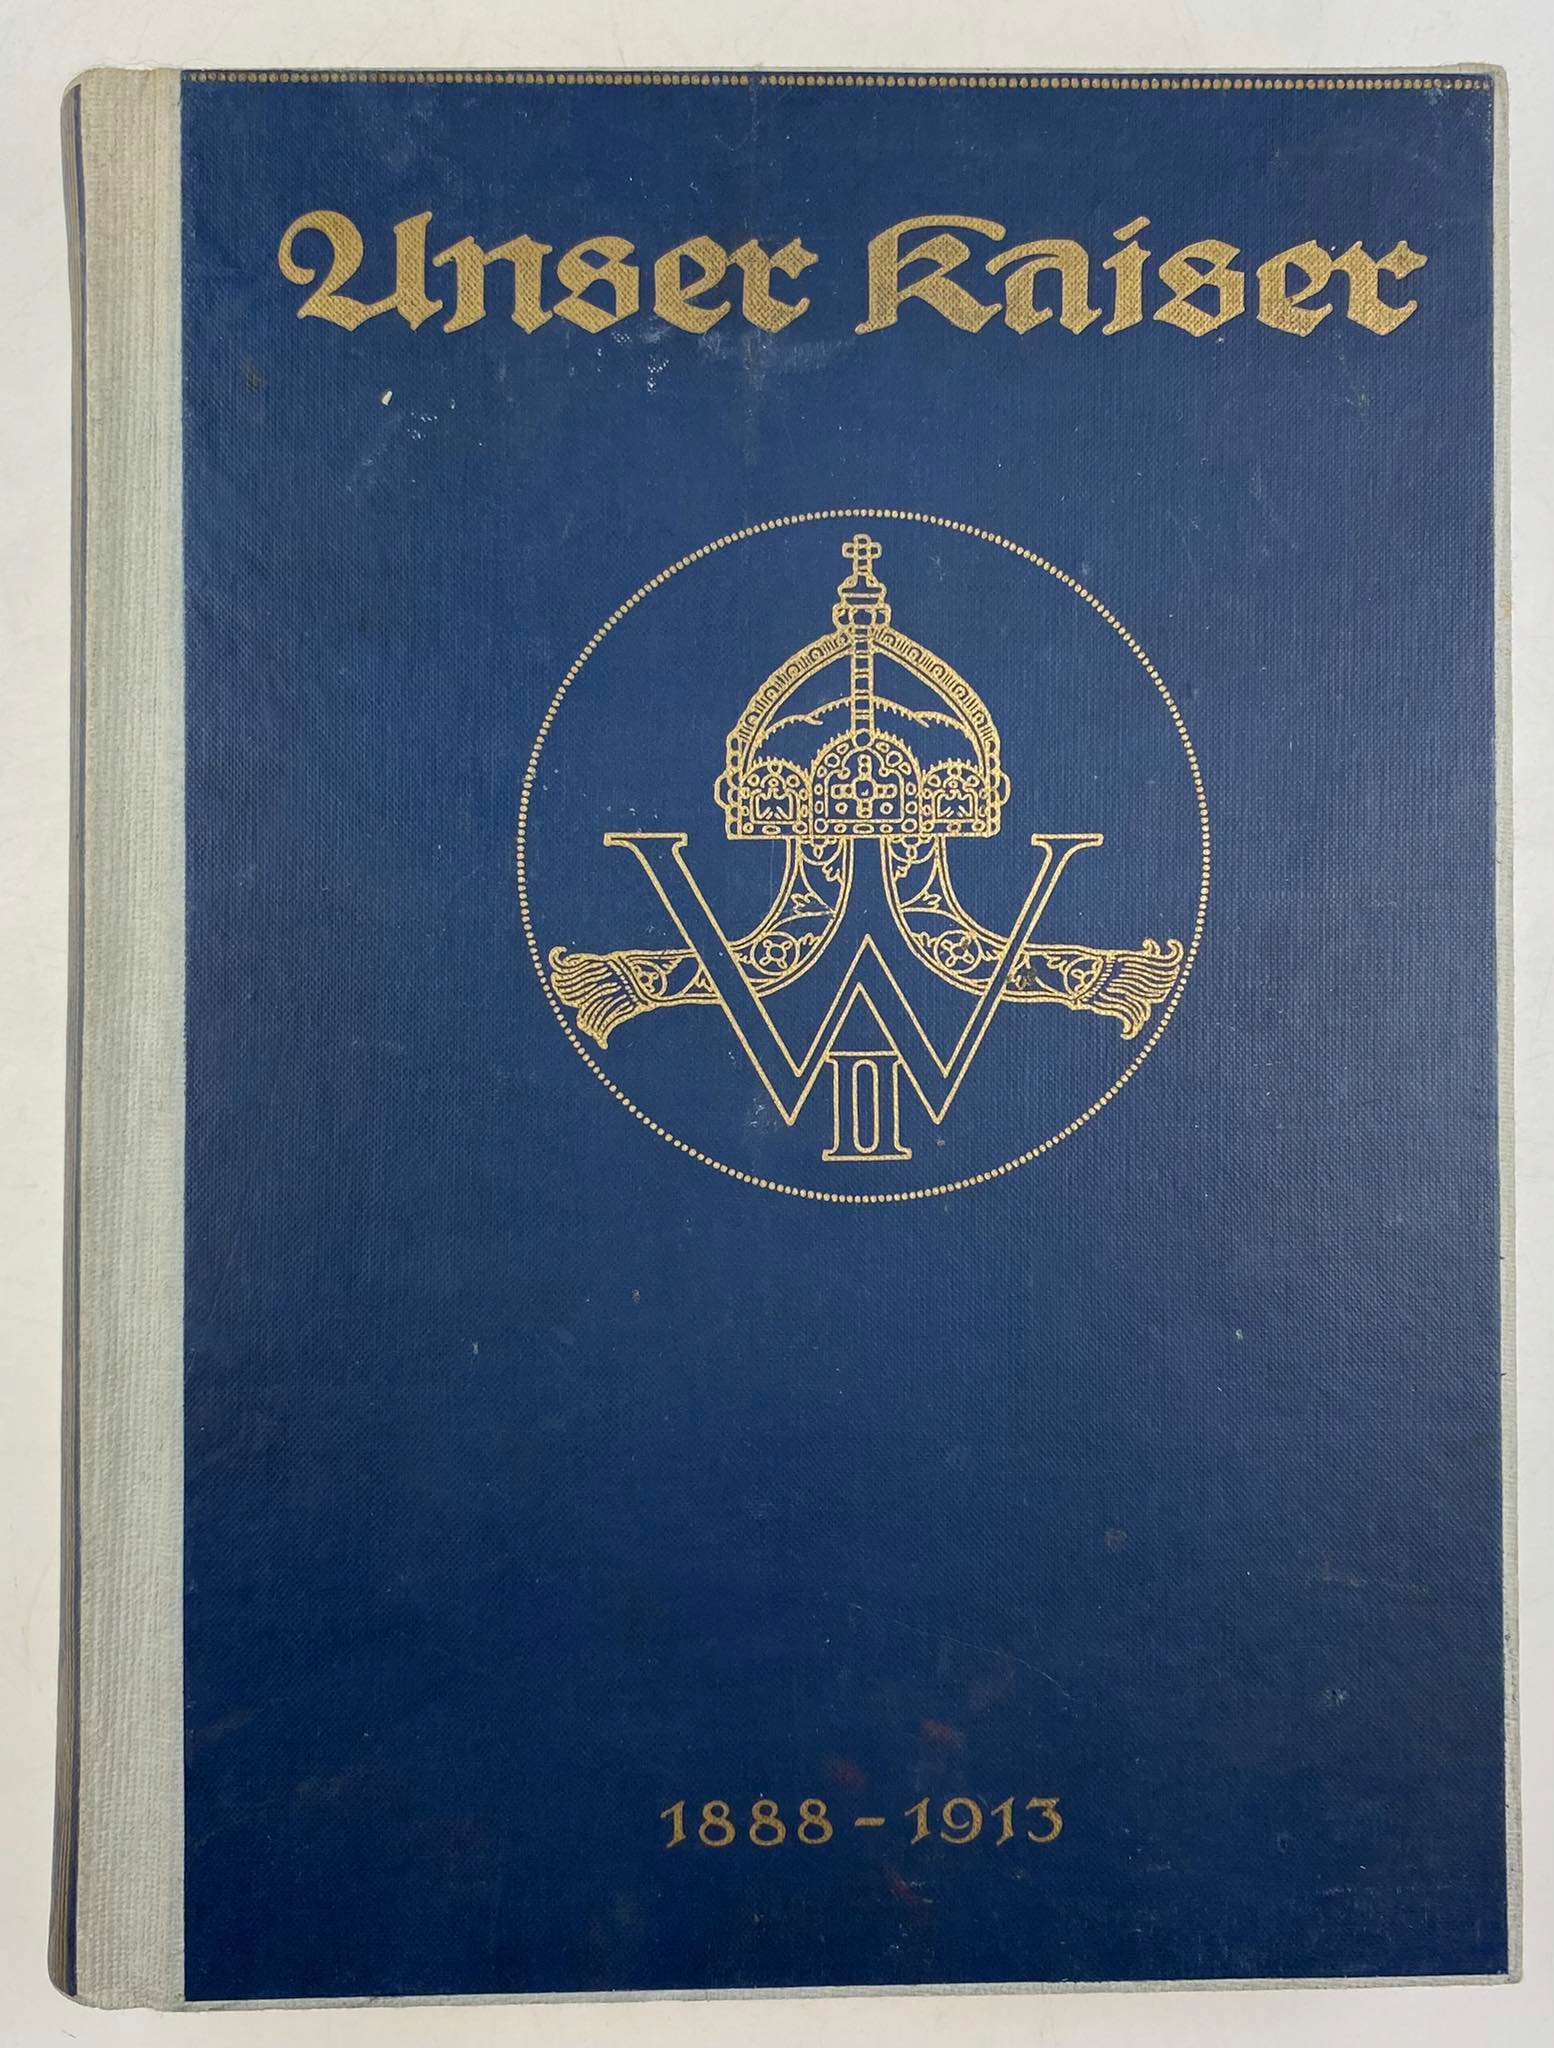 Unser Kaiser
W
II
1888 - 1913